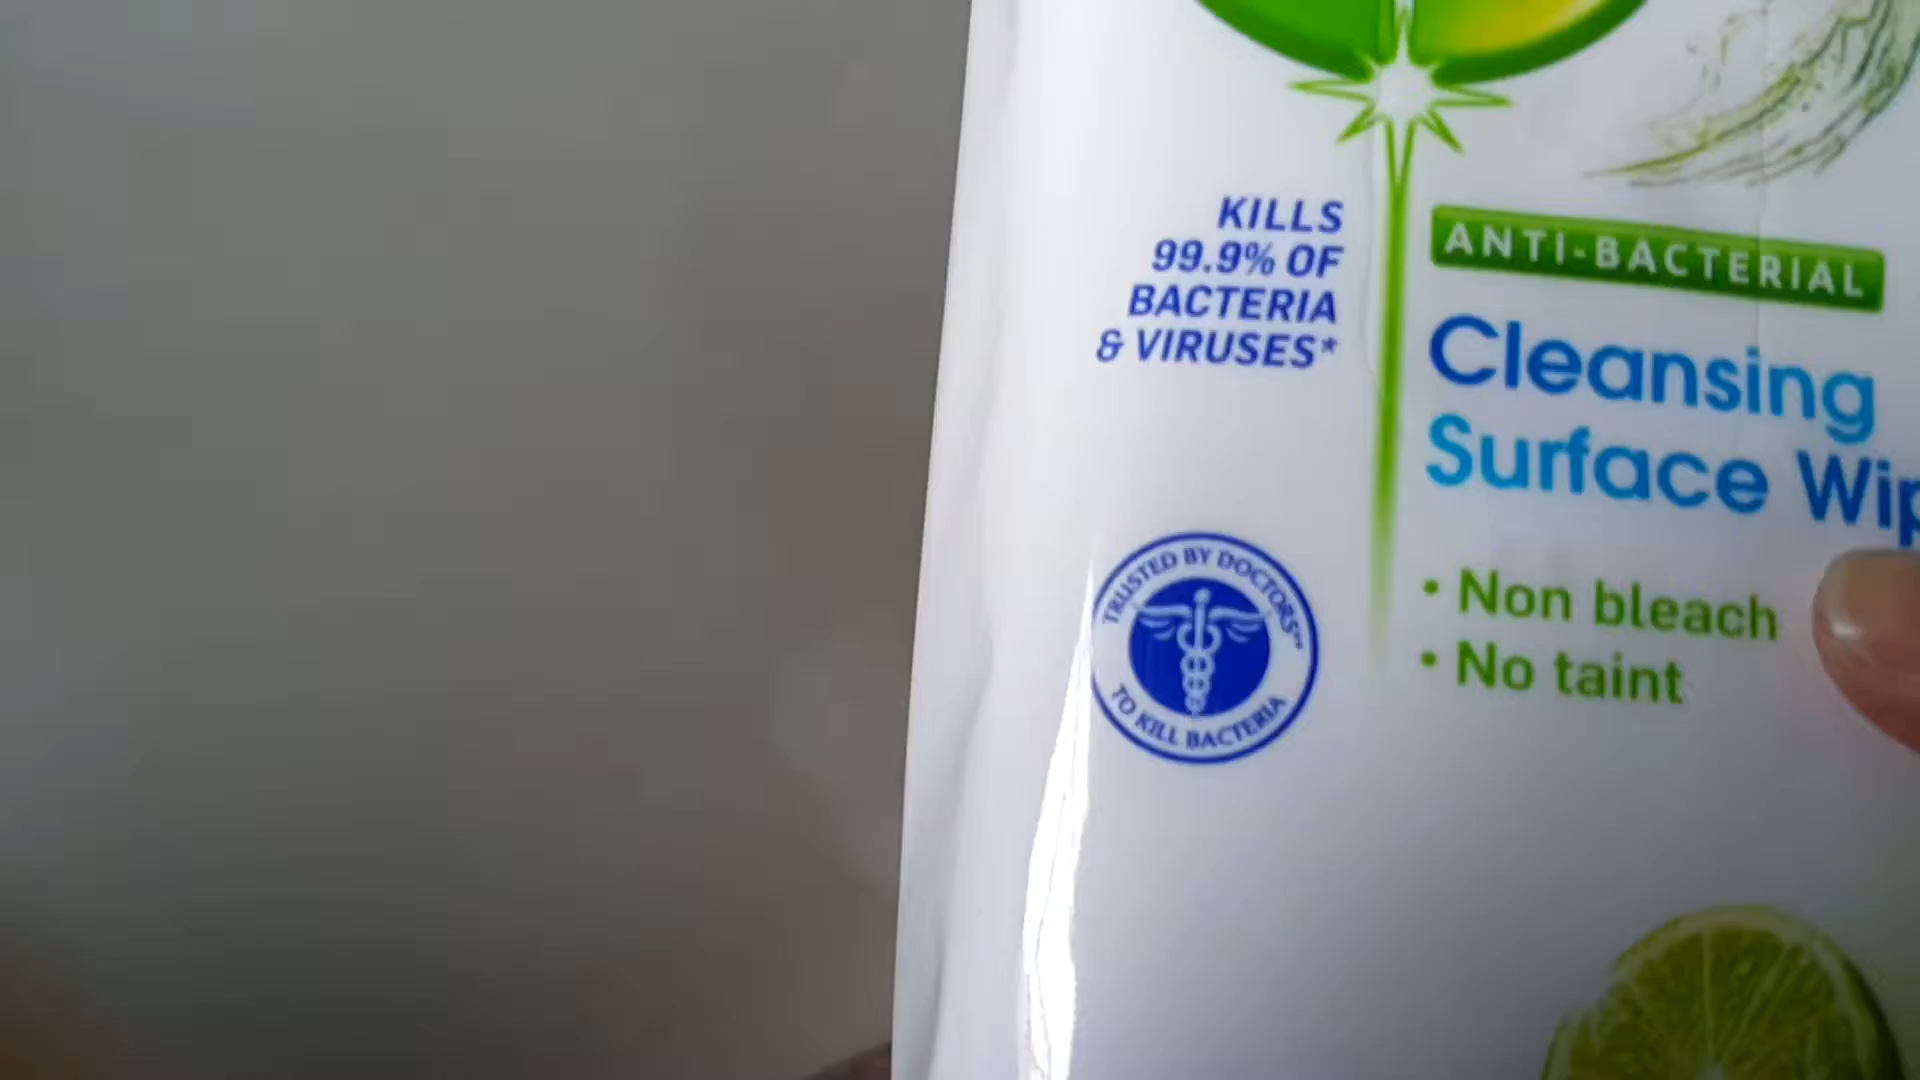 KILLS
99.9% OF
BACTERIA
& VIRUSES*
ANTI-BACTERIAL
Cleansing
Surface Wip
• Non bleach
• No taint
TRUSTED BY DOCTORS**
TO KILL BACTERIA